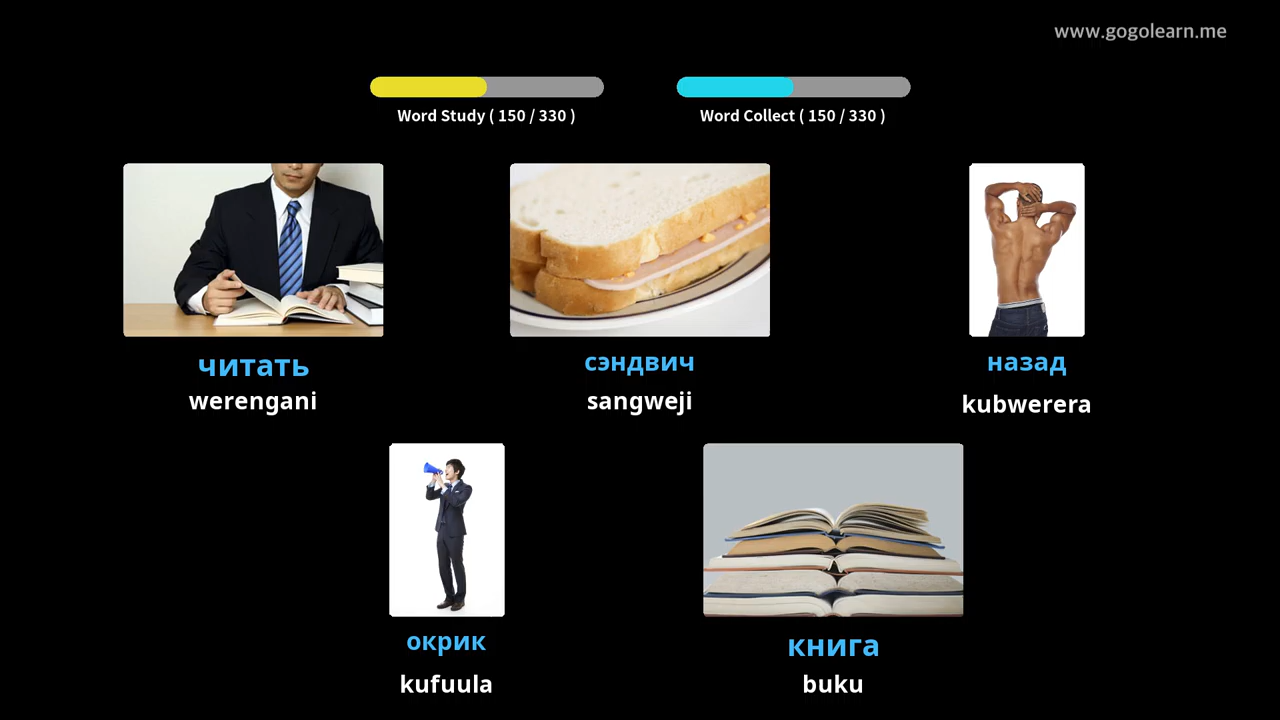 www.gogolearn.me
Word Study ( 150 / 330 )
Word Collect ( 150 / 330 )
читать
werengani
сэндвич
sangweji
назад
kubwerera
окрик
kufuula
книга
buku